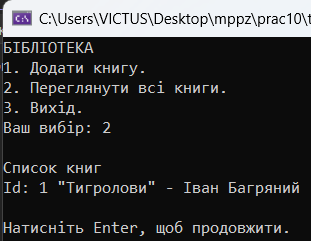 C:\Users\VICTUS\Desktop\mppz\prac10\t
БІБЛІОТЕКА
1. Додати книгу.
2. Переглянути всі книги.
3. Вихід.
Ваш вибір: 2
Список книг
Id: 1 "Тигролови" - Іван Багряний
Натисніть Enter, щоб продовжити.